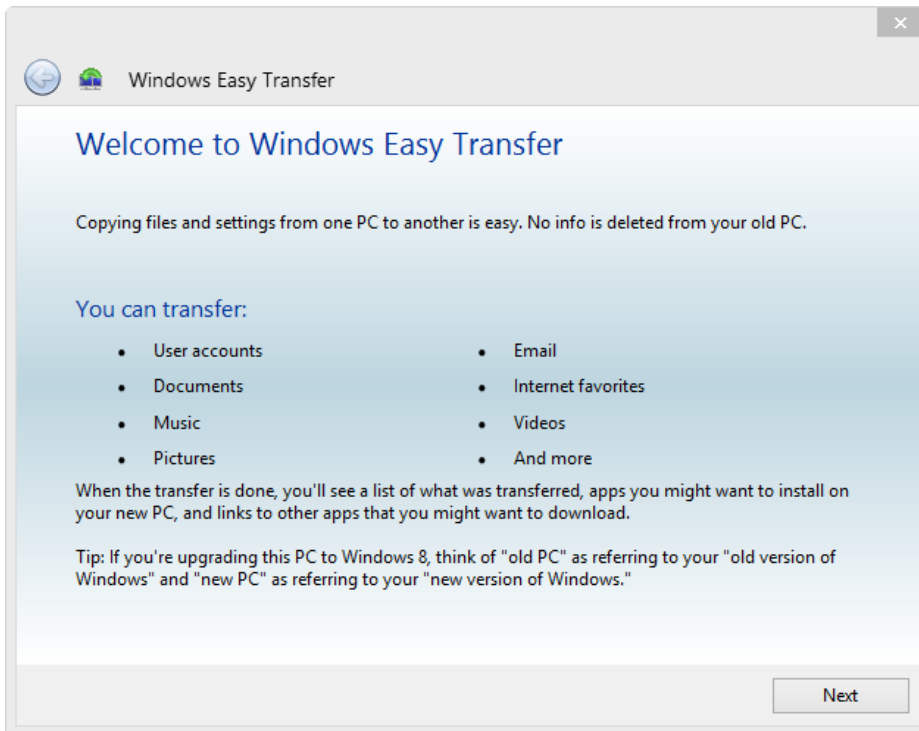 Windows Easy Transfer
Welcome to Windows Easy Transfer
Copying files and settings from one PC to another is easy. No info is deleted from your old PC.
You can transfer:
• User accounts
• Documents
• Music
• Pictures
• Email
• Internet favorites
• Videos
• And more
When the transfer is done, you'll see a list of what was transferred, apps you might want to install on
your new PC, and links to other apps that you might want to download.
Tip: If you're upgrading this PC to Windows 8, think of "old PC" as referring to your "old version of
Windows" and "new PC" as referring to your "new version of Windows."
Next